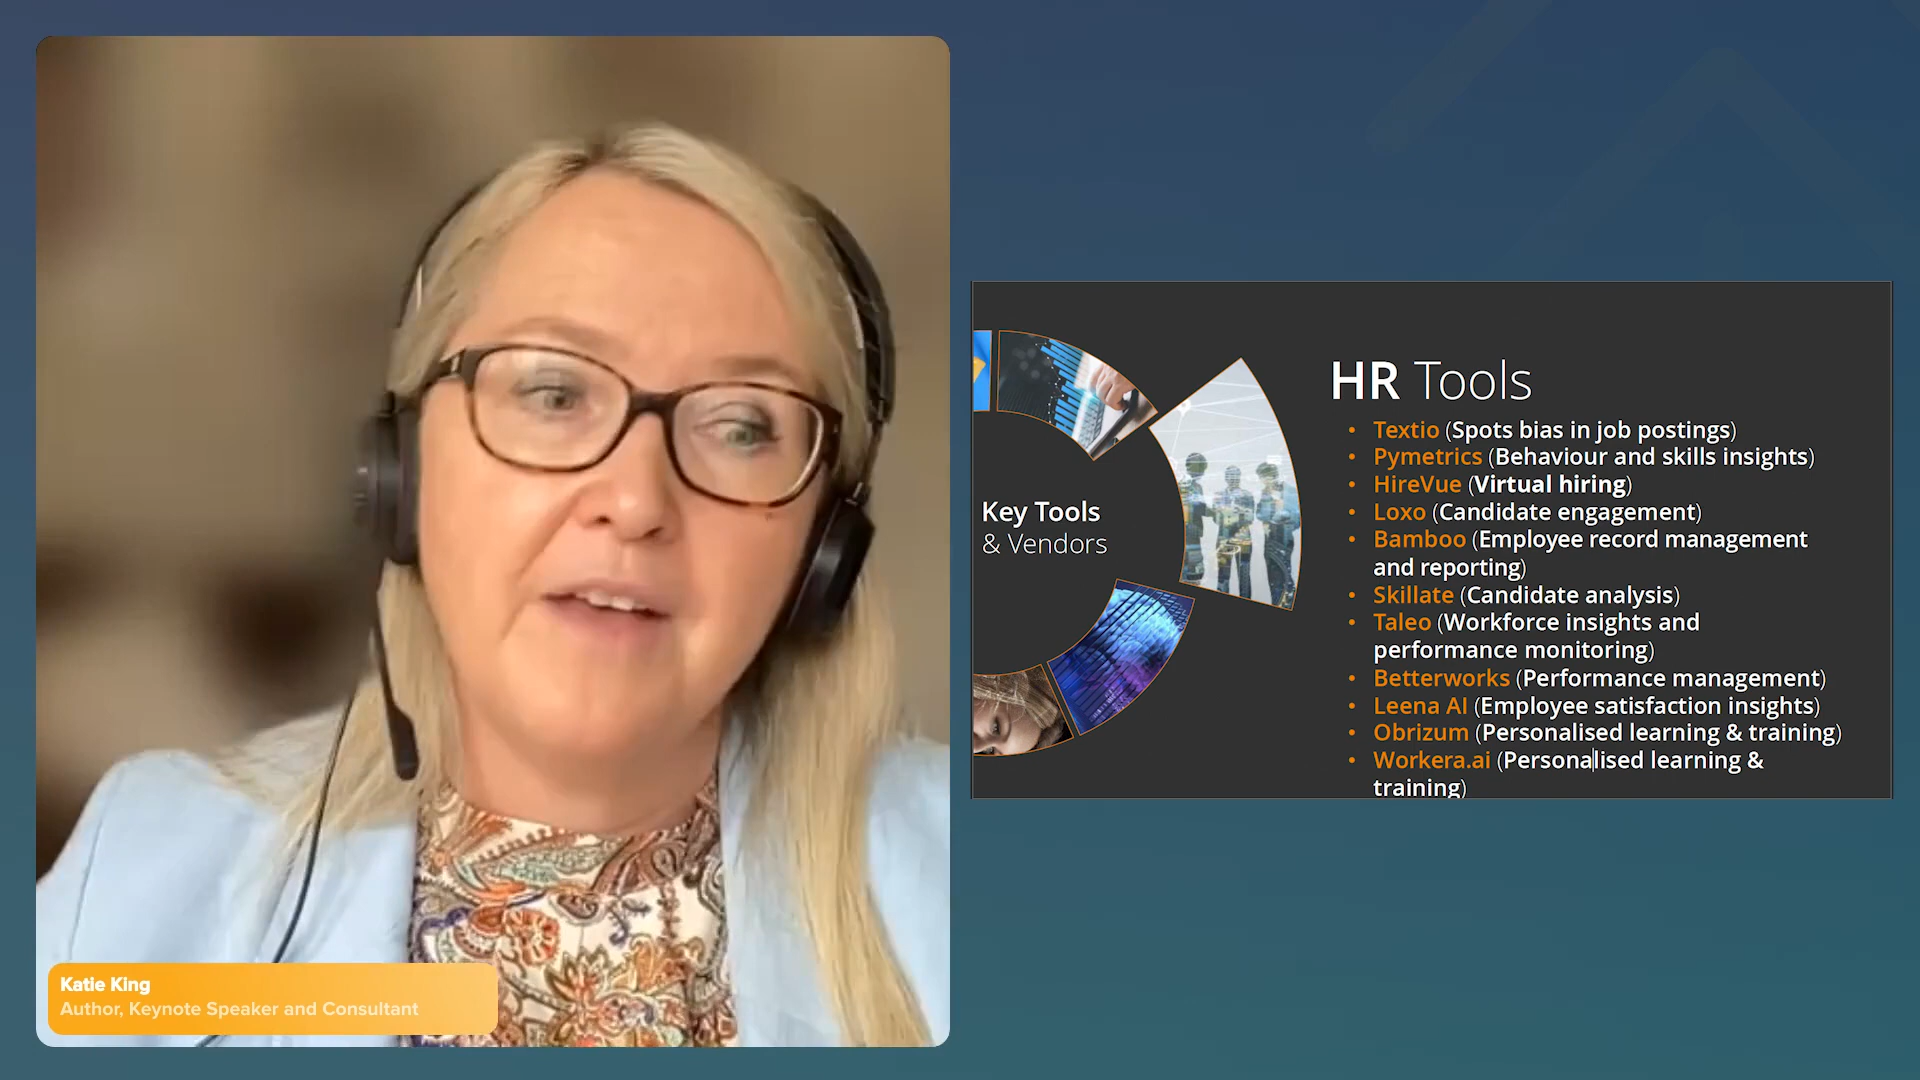 Katie King
Author, Keynote Speaker and Consultant
Key Tools
& Vendors
HR Tools
• Textio (Spots bias in job postings)
• Pymetrics (Behaviour and skills insights)
• HireVue (Virtual hiring)
• Loxo (Candidate engagement)
• Bamboo (Employee record management
and reporting)
• Skillate (Candidate analysis)
• Taleo (Workforce insights and
performance monitoring)
• Betterworks (Performance management)
• Leena AI (Employee satisfaction insights)
• Obrizum (Personalised learning & training)
• Workera.ai (Personalised learning &
training)